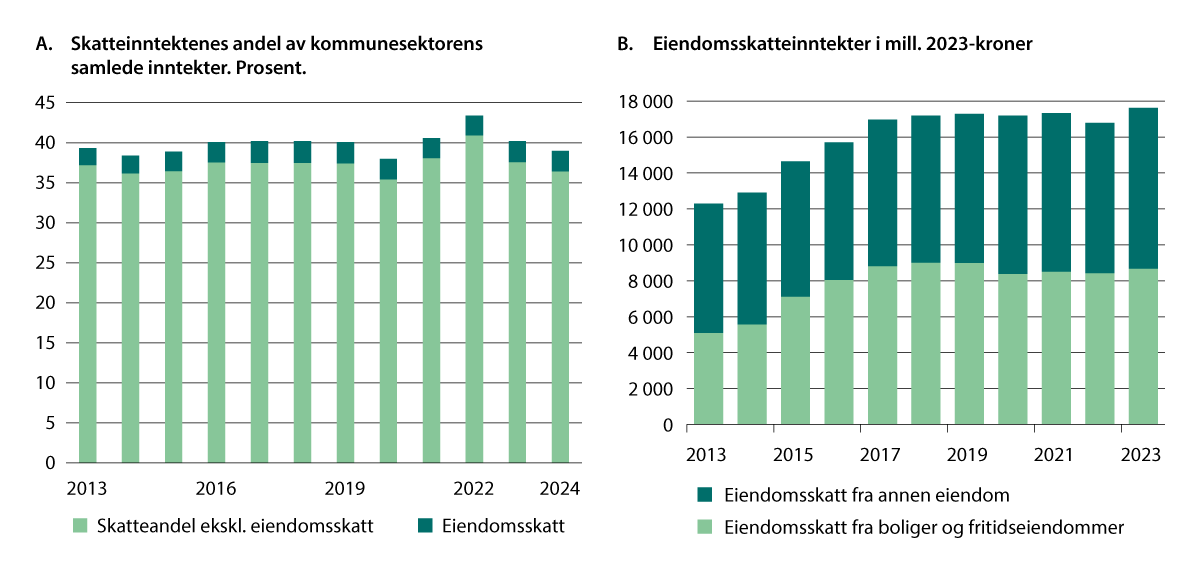 A. Skatteinntektenes andel av kommunesektorens
samlede inntekter. Prosent.
45
40
35
30
25
20
15
10
5
0
2013 2016 2019 2022 2024
Skatteandel ekskl. eiendomsskatt Eiendomsskatt
B. Eiendomsskatteinntekter i mill. 2023-kroner
18 000
16 000
14 000
12 000
10 000
8 000
6 000
4 000
2 000
0
2013 2015 2017 2019 2021 2023
Eiendomsskatt fra annen eiendom
Eiendomsskatt fra boliger og fritidseiendommer